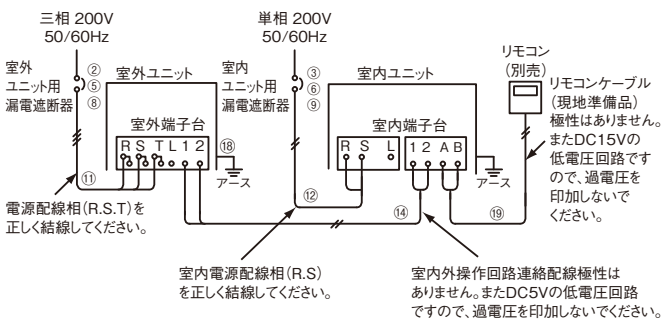 三相 200V
50/60Hz
単相 200V
50/60Hz
室外
ユニット用
漏電遮断器
②
⑤
⑧
室外ユニット
室内
ユニット用
漏電遮断器
③
⑥
⑨
室内ユニット
リモコン
(別売)
リモコンケーブル
(現地準備品)
極性はありません。
またDC15Vの
低電圧回路です
ので、過電圧を
印加しないで
ください。
室外端子台
R S T L 1 2
⑱
アース
室内端子台
R S L
1 2 A B
アース
⑪
⑫
⑭
⑲
電源配線相(R.S.T)を
正しく結線してください。
室内電源配線相(R.S)
を正しく結線してください。
室内外操作回路連絡配線極性は
ありません。またDC5Vの低電圧回路
ですので、過電圧を印加しないでください。